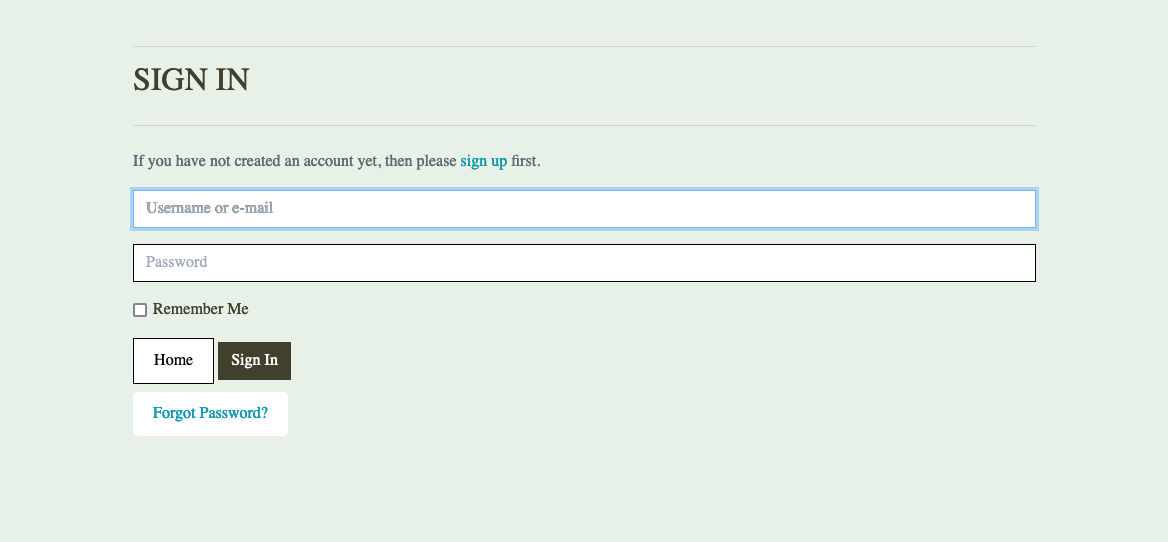 SIGN IN
If you have not created an account yet, then please sign up first.
Username or e-mail
Password
Remember Me
Home Sign In
Forgot Password?